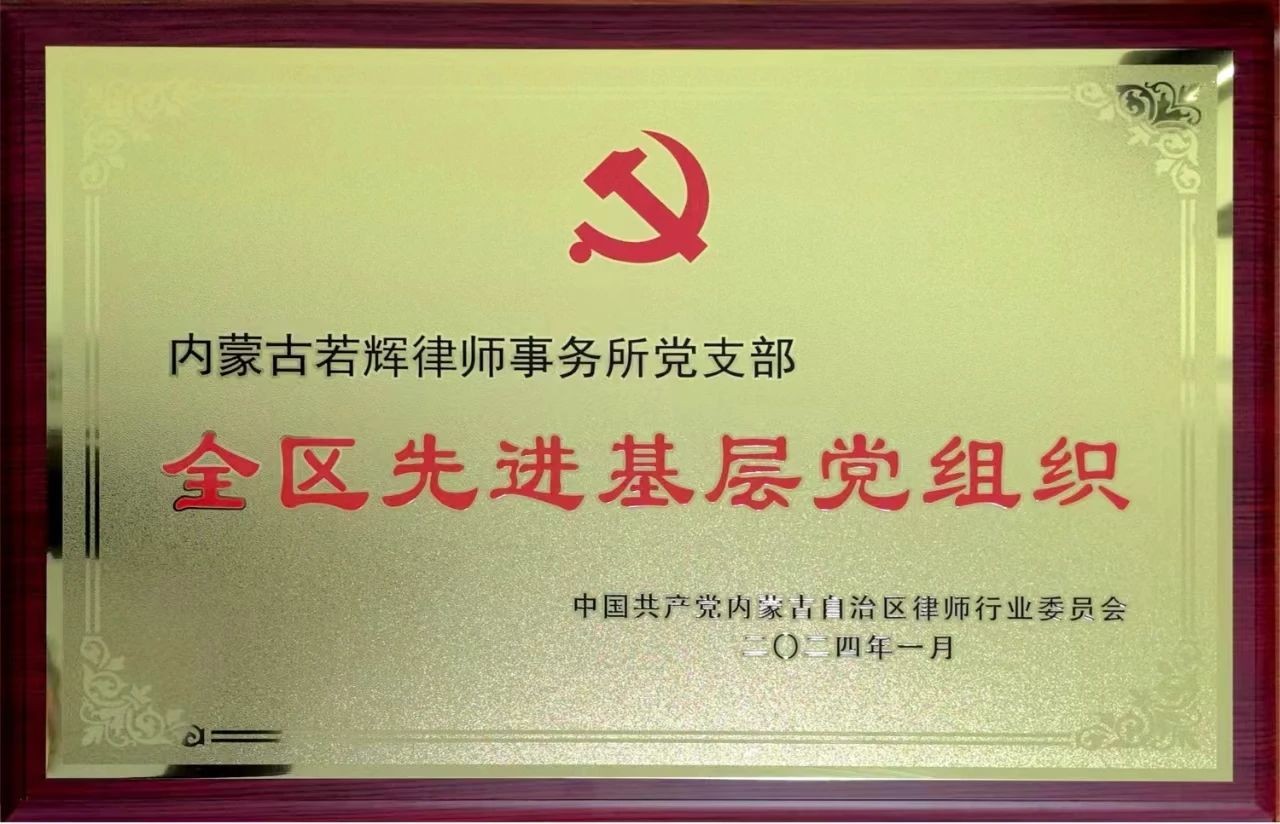 内蒙古若辉律师事务所党支部
全区先进基层党组织
中国共产党内蒙古自治区律师行业委员会
二〇二四年一月